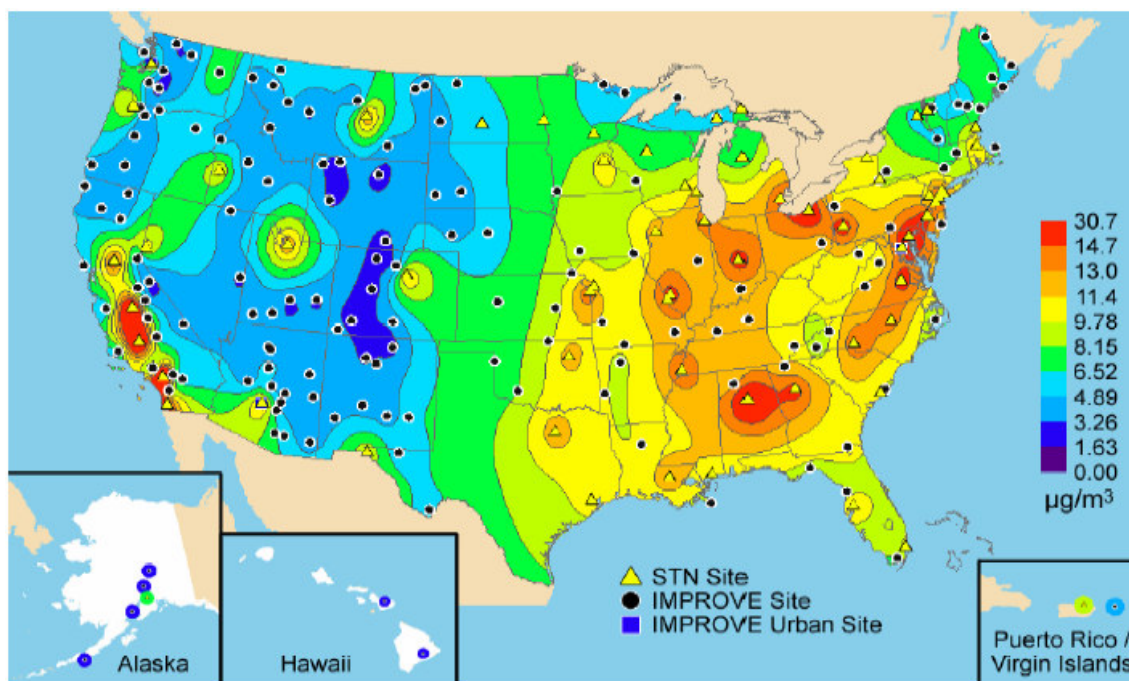 30.7
14.7
13.0
11.4
9.78
8.15
6.52
4.89
3.26
1.63
0.00
µg/m³
STN Site
IMPROVE Site
IMPROVE Urban Site
Alaska
Hawaii
Puerto Rico /
Virgin Islands